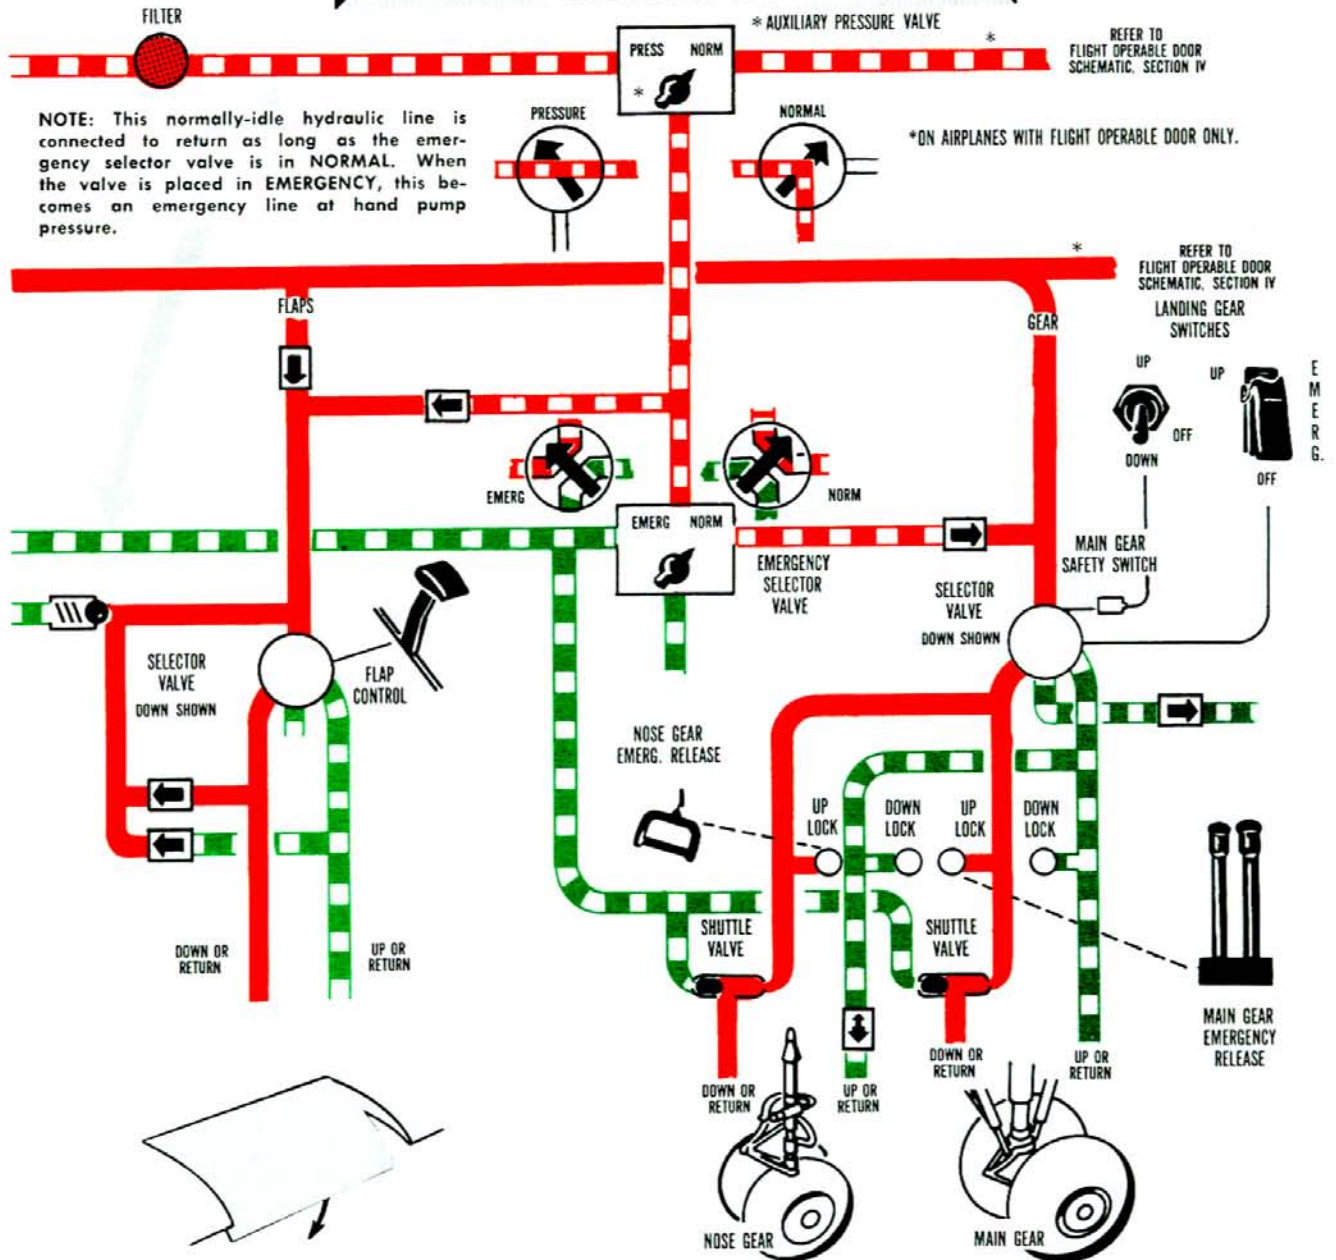 FILTER
* AUXILIARY PRESSURE VALVE
PRESS NORM
*
*
REFER TO
FLIGHT OPERABLE DOOR
SCHEMATIC, SECTION IV
NOTE: This normally-idle hydraulic line is
connected to return as long as the emer-
gency selector valve is in NORMAL. When
the valve is placed in EMERGENCY, this be-
comes an emergency line at hand pump
pressure.
PRESSURE
NORMAL
*ON AIRPLANES WITH FLIGHT OPERABLE DOOR ONLY.
*
REFER TO
FLIGHT OPERABLE DOOR
SCHEMATIC, SECTION IV
FLAPS
GEAR
LANDING GEAR
SWITCHES
UP
OFF
DOWN
UP
OFF
EMERG.
EMERG
NORM
EMERG NORM
EMERGENCY
SELECTOR
VALVE
MAIN GEAR
SAFETY SWITCH
SELECTOR
VALVE
DOWN SHOWN
SELECTOR
VALVE
DOWN SHOWN
FLAP
CONTROL
NOSE GEAR
EMERG. RELEASE
UP
LOCK
DOWN
LOCK
UP
LOCK
DOWN
LOCK
DOWN OR
RETURN
UP OR
RETURN
SHUTTLE
VALVE
SHUTTLE
VALVE
MAIN GEAR
EMERGENCY
RELEASE
DOWN OR
RETURN
UP OR
RETURN
DOWN OR
RETURN
UP OR
RETURN
NOSE GEAR
MAIN GEAR